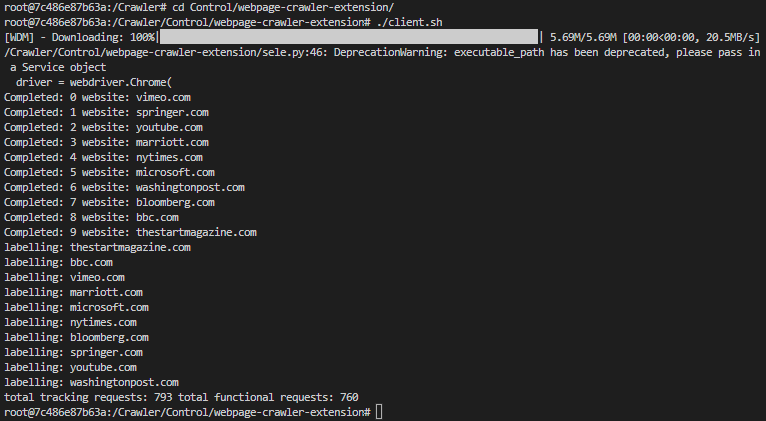 root@7c486e87b63a:/Crawler# cd Control/webpage-crawler-extension/
root@7c486e87b63a:/Crawler/Control/webpage-crawler-extension# ./client.sh
[WDM] - Downloading: 100%|| 5.69M/5.69M [00:00<00:00, 20.5MB/s]
/Crawler/Control/webpage-crawler-extension/sele.py:46: DeprecationWarning: executable_path has been deprecated, please pass in
a Service object
driver = webdriver.Chrome(
Completed: 0 website: vimeo.com
Completed: 1 website: springer.com
Completed: 2 website: youtube.com
Completed: 3 website: marriott.com
Completed: 4 website: nytimes.com
Completed: 5 website: microsoft.com
Completed: 6 website: washingtonpost.com
Completed: 7 website: bloomberg.com
Completed: 8 website: bbc.com
Completed: 9 website: thestartmagazine.com
labelling: thestartmagazine.com
labelling: bbc.com
labelling: vimeo.com
labelling: marriott.com
labelling: microsoft.com
labelling: nytimes.com
labelling: bloomberg.com
labelling: springer.com
labelling: youtube.com
labelling: washingtonpost.com
total tracking requests: 793 total functional requests: 760
root@7c486e87b63a:/Crawler/Control/webpage-crawler-extension#